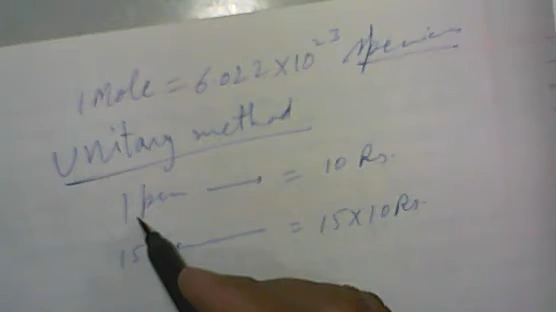 1 Mole = 6.022 X 10^23 Species
Unitary method
1 pen — = 10 Rs.
15 — = 15 X 10 Rs.